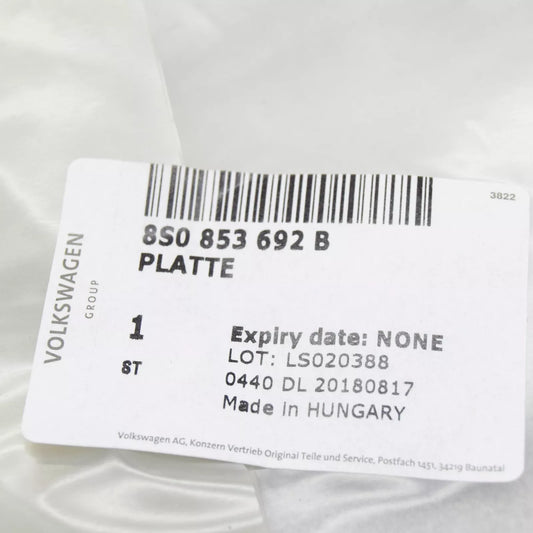 3822
8S0 853 692 B
PLATTE
VOLKSWAGEN
GROUP
1
ST
Expiry date: NONE
LOT: LS020388
0440 DL 20180817
Made in HUNGARY
Volkswagen AG, Konzern Vertrieb Original Teile und Service, Postfach 1451, 34219 Baunatal